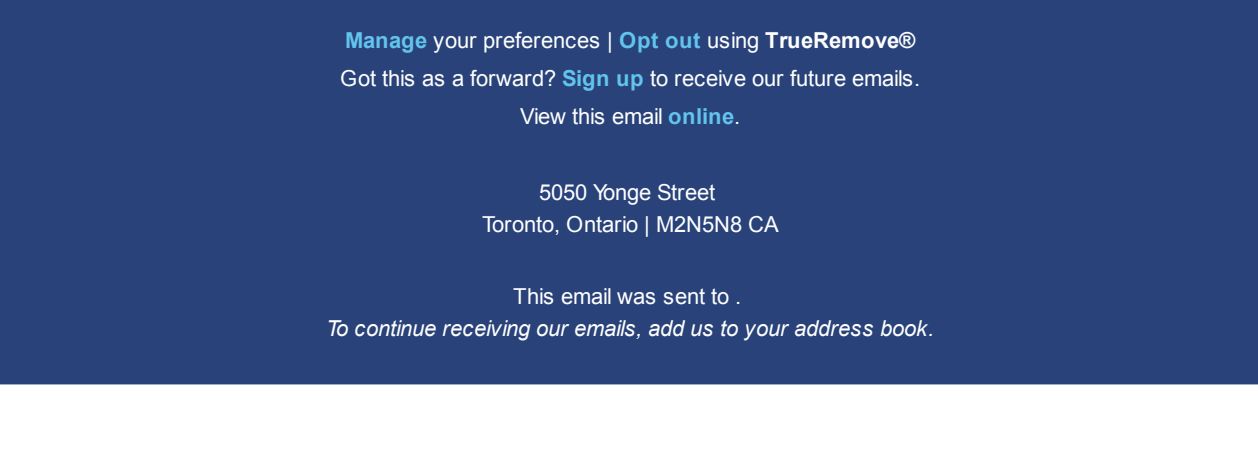 Manage your preferences | Opt out using TrueRemove®
Got this as a forward? Sign up to receive our future emails.
View this email online.
5050 Yonge Street
Toronto, Ontario | M2N5N8 CA
This email was sent to .
To continue receiving our emails, add us to your address book.